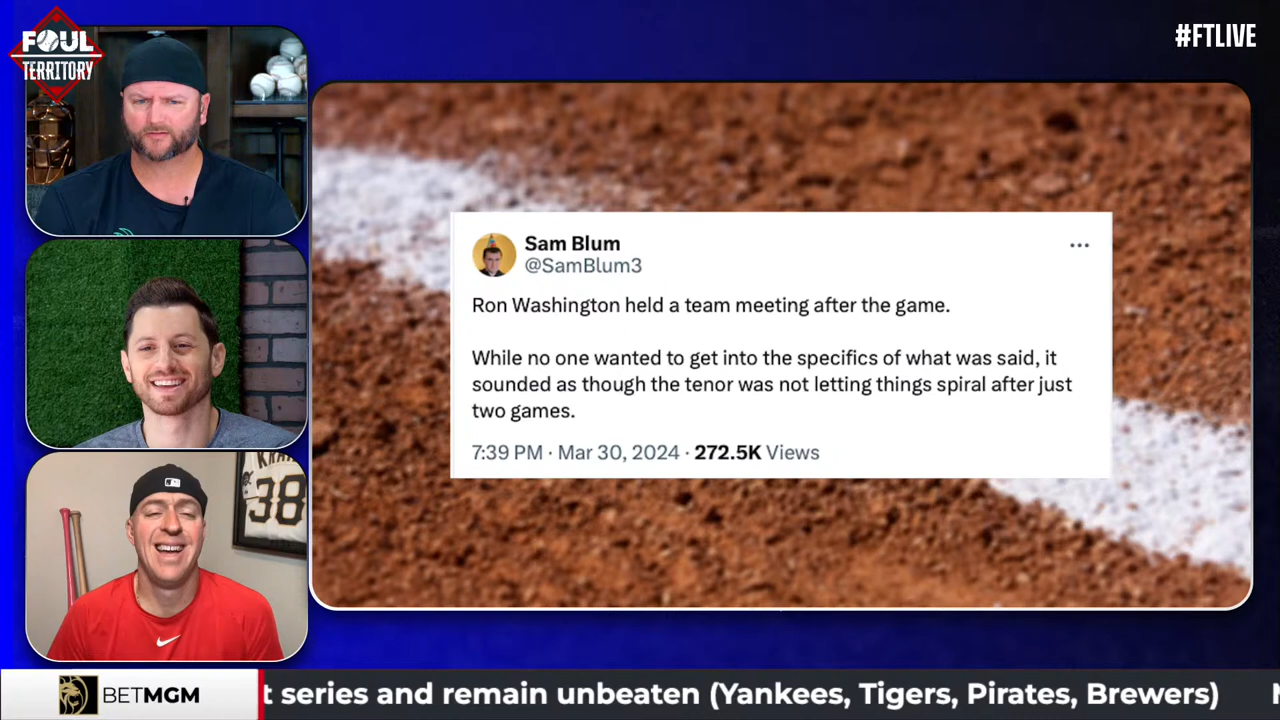 FOUL
TERRITORY
#FTLIVE
Sam Blum
@SamBlum3
Ron Washington held a team meeting after the game.
While no one wanted to get into the specifics of what was said, it
sounded as though the tenor was not letting things spiral after just
two games.
7:39 PM · Mar 30, 2024 · 272.5K Views
38
BETMGM
t series and remain unbeaten (Yankees, Tigers, Pirates, Brewers)